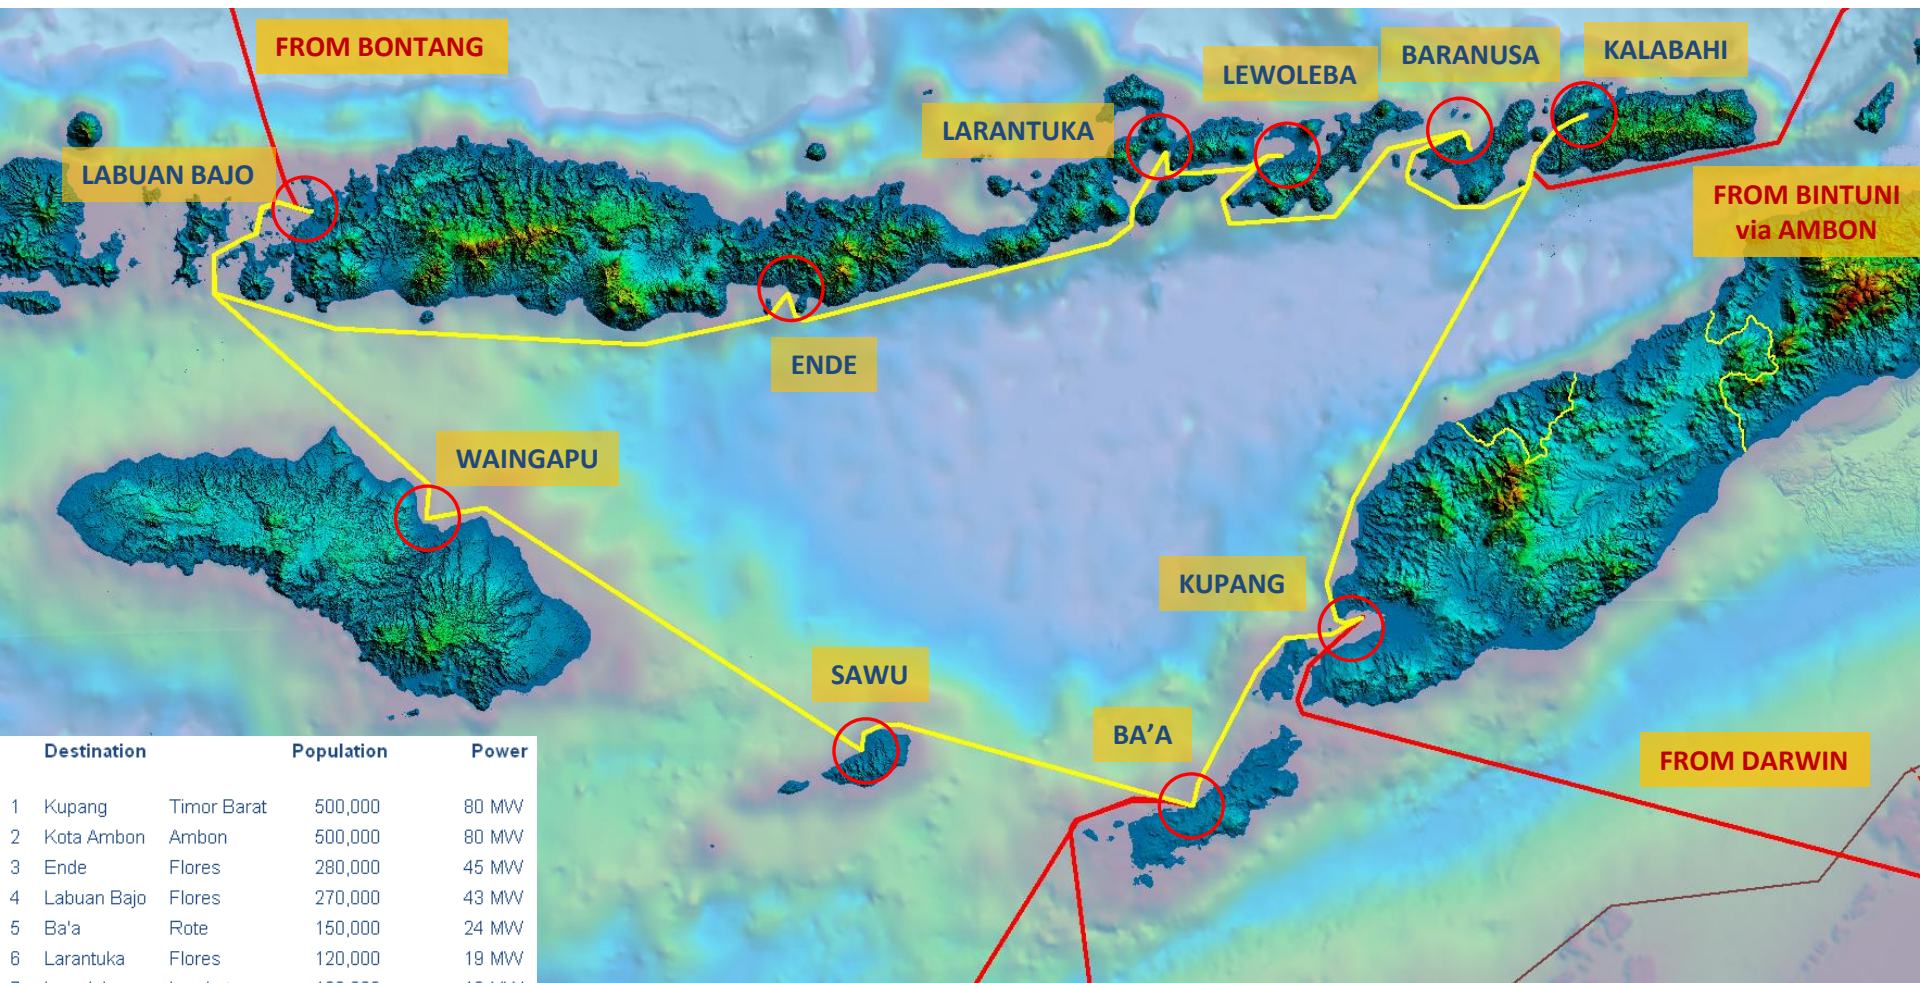 FROM BONTANG
BARANUSA
KALABAHI
LEWOLEBA
LARANTUKA
LABUAN BAJO
FROM BINTUNI
via AMBON
ENDE
WAINGAPU
KUPANG
SAWU
BA’A
FROM DARWIN
Destination Population Power
1 Kupang Timor Barat 500,000 80 MW
2 Kota Ambon Ambon 500,000 80 MW
3 Ende Flores 280,000 45 MW
4 Labuan Bajo Flores 270,000 43 MW
5 Ba'a Rote 150,000 24 MW
6 Larantuka Flores 120,000 19 MW